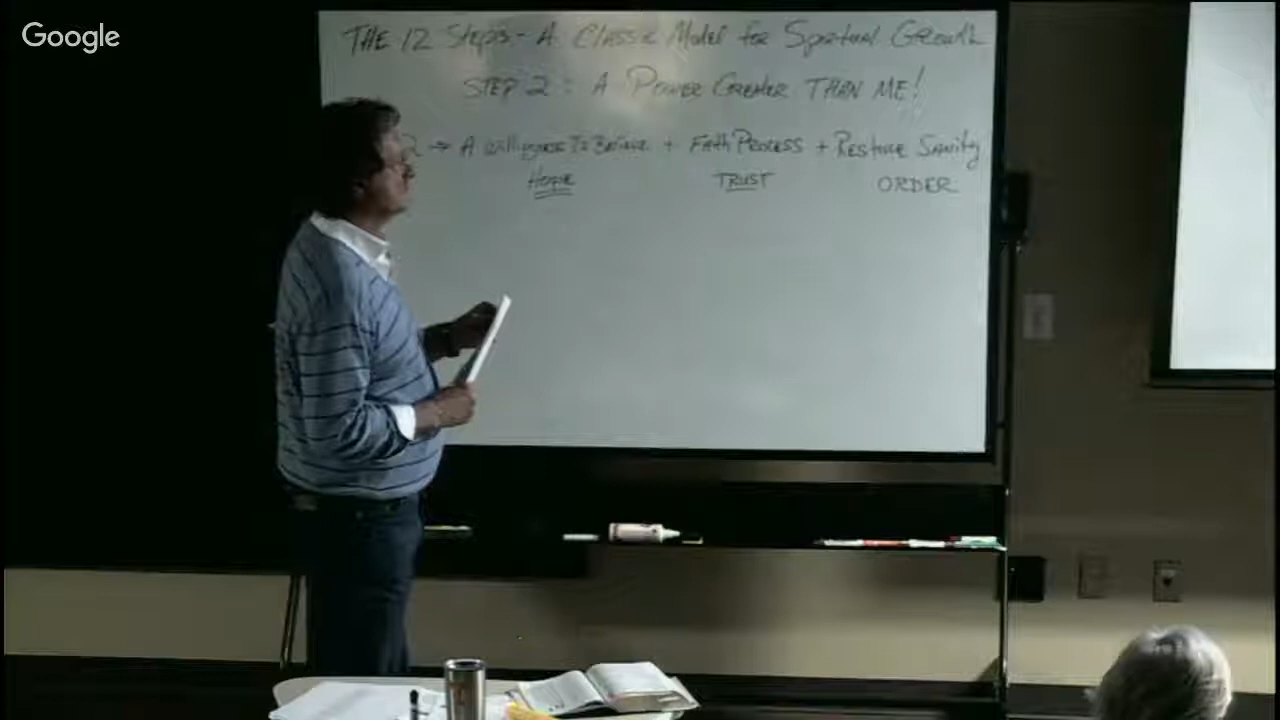 Google
THE 12 Steps - A Classic Model for Spiritual Growth
STEP 2: A Power Greater THAN ME!
2 → A willingness To Believe + Faith Process + Restore Sanity
Hope TRUST ORDER